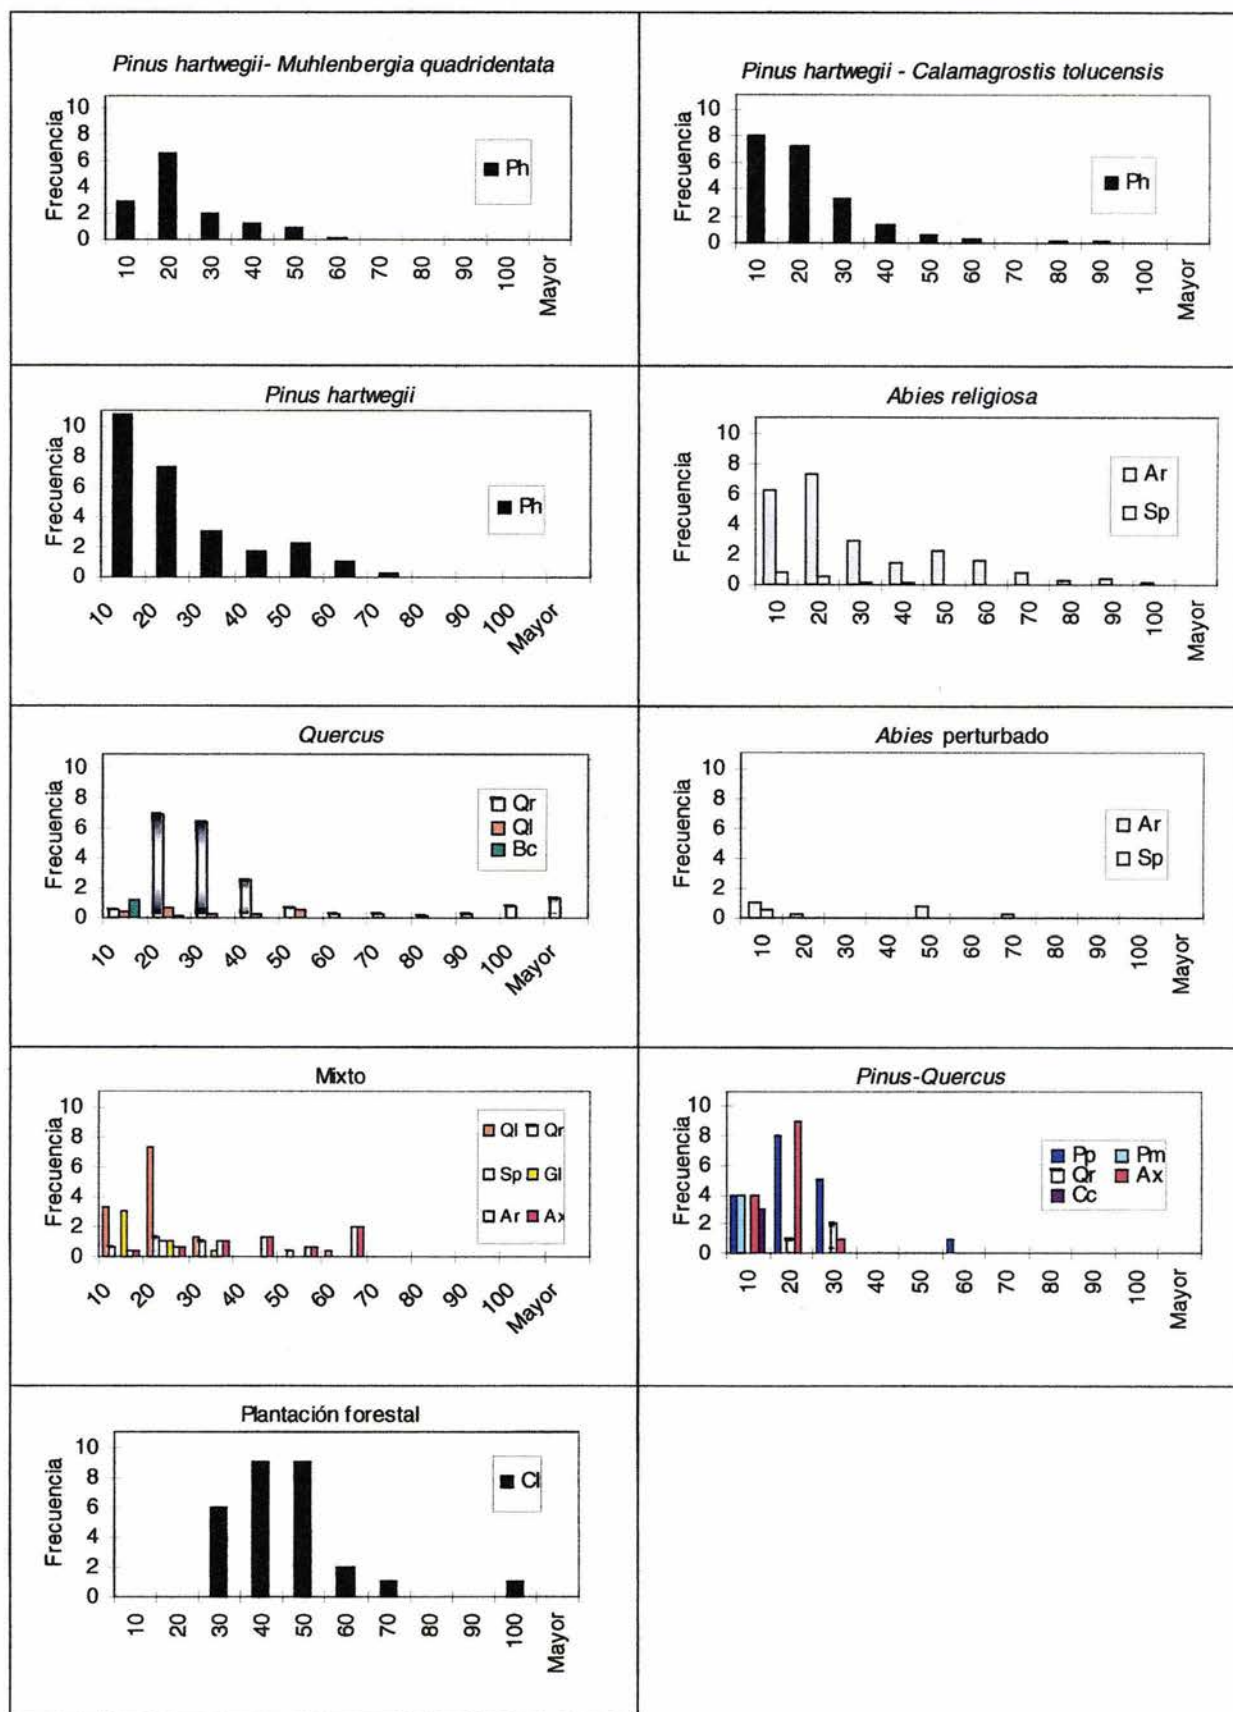 Pinus hartwegii- Muhlenbergia quadridentata
Frecuencia
10
8
6
4
2
0
10 20 30 40 50 60 70 80 90 100 Mayor
Ph
Pinus hartwegii - Calamagrostis tolucensis
Frecuencia
10
8
6
4
2
0
10 20 30 40 50 60 70 80 90 100 Mayor
Ph
Pinus hartwegii
Frecuencia
10
8
6
4
2
0
10 20 30 40 50 60 70 80 90 100 Mayor
Ph
Abies religiosa
Frecuencia
10
8
6
4
2
0
10 20 30 40 50 60 70 80 90 100 Mayor
Ar
Sp
Quercus
Frecuencia
10
8
6
4
2
0
10 20 30 40 50 60 70 80 90 100 Mayor
Qr
Ql
Bc
Abies perturbado
Frecuencia
10
8
6
4
2
0
10 20 30 40 50 60 70 80 90 100 Mayor
Ar
Sp
Mixto
Frecuencia
10
8
6
4
2
0
10 20 30 40 50 60 70 80 90 100 Mayor
Ql Qr
Sp Gl
Ar Ax
Pinus-Quercus
Frecuencia
10
8
6
4
2
0
10 20 30 40 50 60 70 80 90 100 Mayor
Pp Pm
Qr Ax
Cc
Plantación forestal
Frecuencia
10
8
6
4
2
0
10 20 30 40 50 60 70 80 90 100 Mayor
Cl